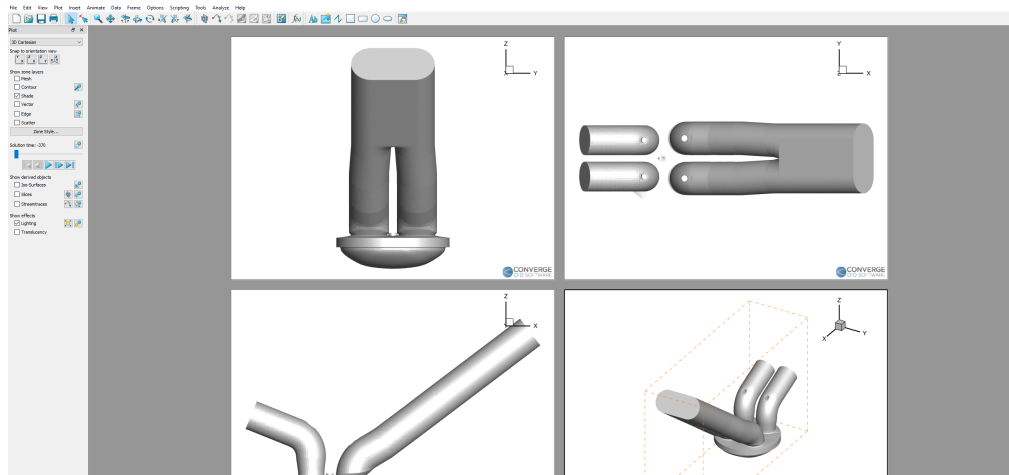 File Edit View Plot Insert Animate Data Frame Options Scripting Tools Analyze Help
Plot
3D Cartesian
Snap to orientation view
Show zone layers
Mesh
Contour
Shade
Vector
Edge
Scatter
Zone Style...
Solution time: -370
Show derived objects
Iso-Surfaces
Slices
Streamtraces
Show effects
Lighting
Translucency
Z
X Y
CONVERGE
CFD SOFTWARE
Y
Z X
CONVERGE
CFD SOFTWARE
Z
X
Z
X Y